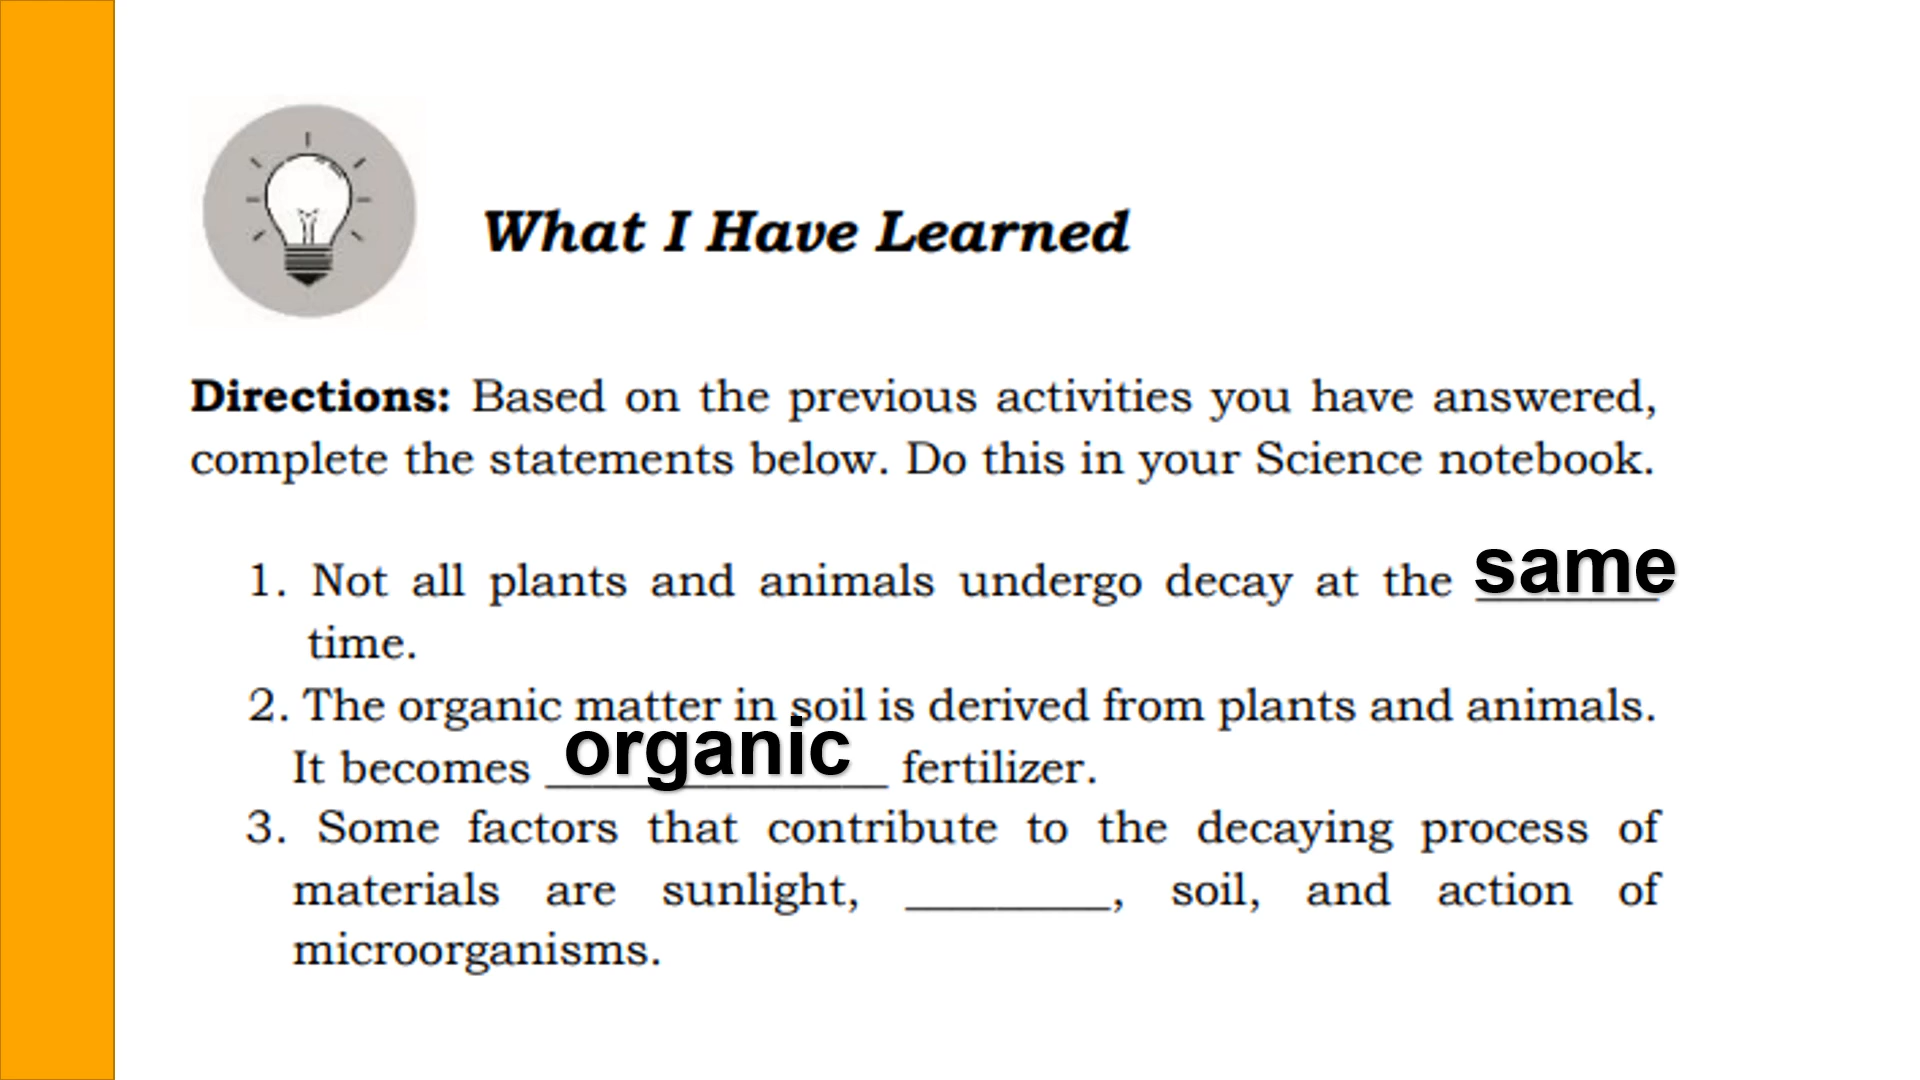 What I Have Learned
Directions: Based on the previous activities you have answered,
complete the statements below. Do this in your Science notebook.
1. Not all plants and animals undergo decay at the same
time.
2. The organic matter in soil is derived from plants and animals.
It becomes organic fertilizer.
3. Some factors that contribute to the decaying process of
materials are sunlight, _________, soil, and action of
microorganisms.